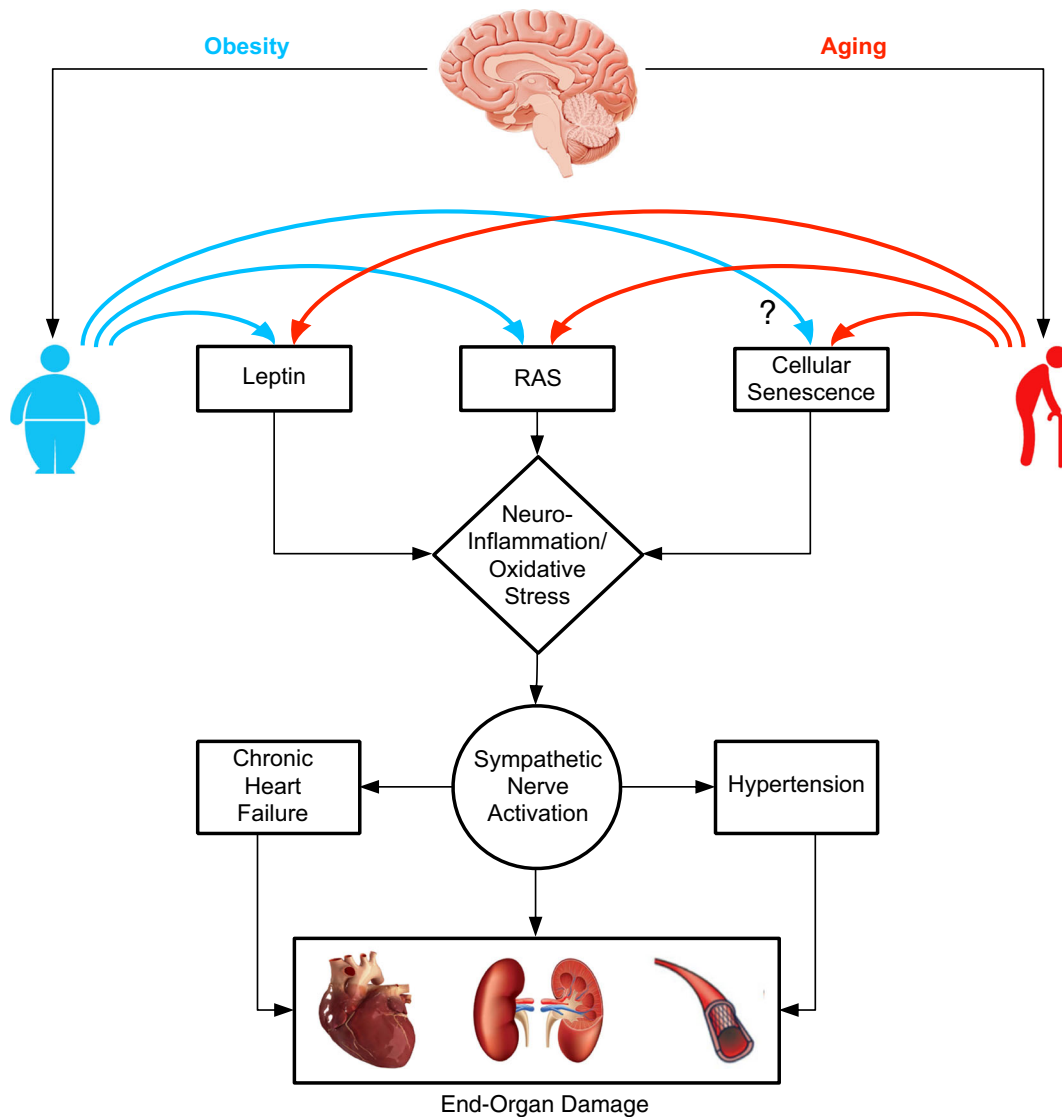 Obesity
Aging
?
Leptin
RAS
Cellular
Senescence
Neuro-
Inflammation/
Oxidative
Stress
Chronic
Heart
Failure
Sympathetic
Nerve
Activation
Hypertension
End-Organ Damage